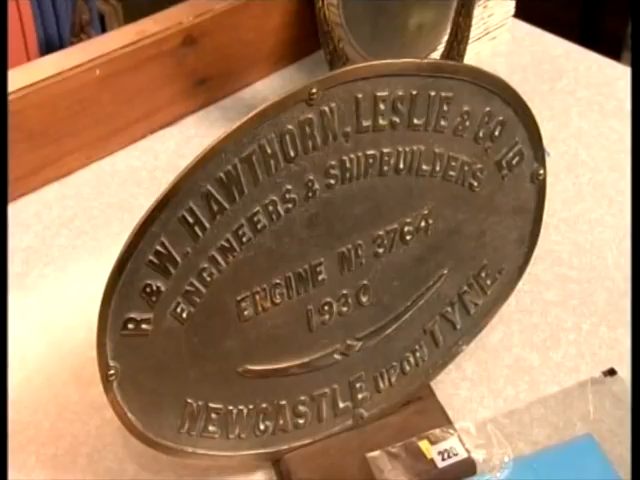 R & W. HAWTHORN, LESLIE & CO. LD.
ENGINEERS & SHIPBUILDERS
ENGINE No 3764
1930
NEWCASTLE UPON TYNE.
220